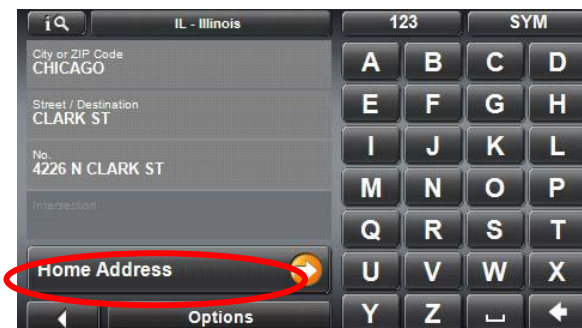 i IL - Illinois 123 SYM
City or ZIP Code
CHICAGO
Street / Destination
CLARK ST
No.
4226 N CLARK ST
Intersection
Home Address
Options
A B C D
E F G H
I J K L
M N O P
Q R S T
U V W X
Y Z